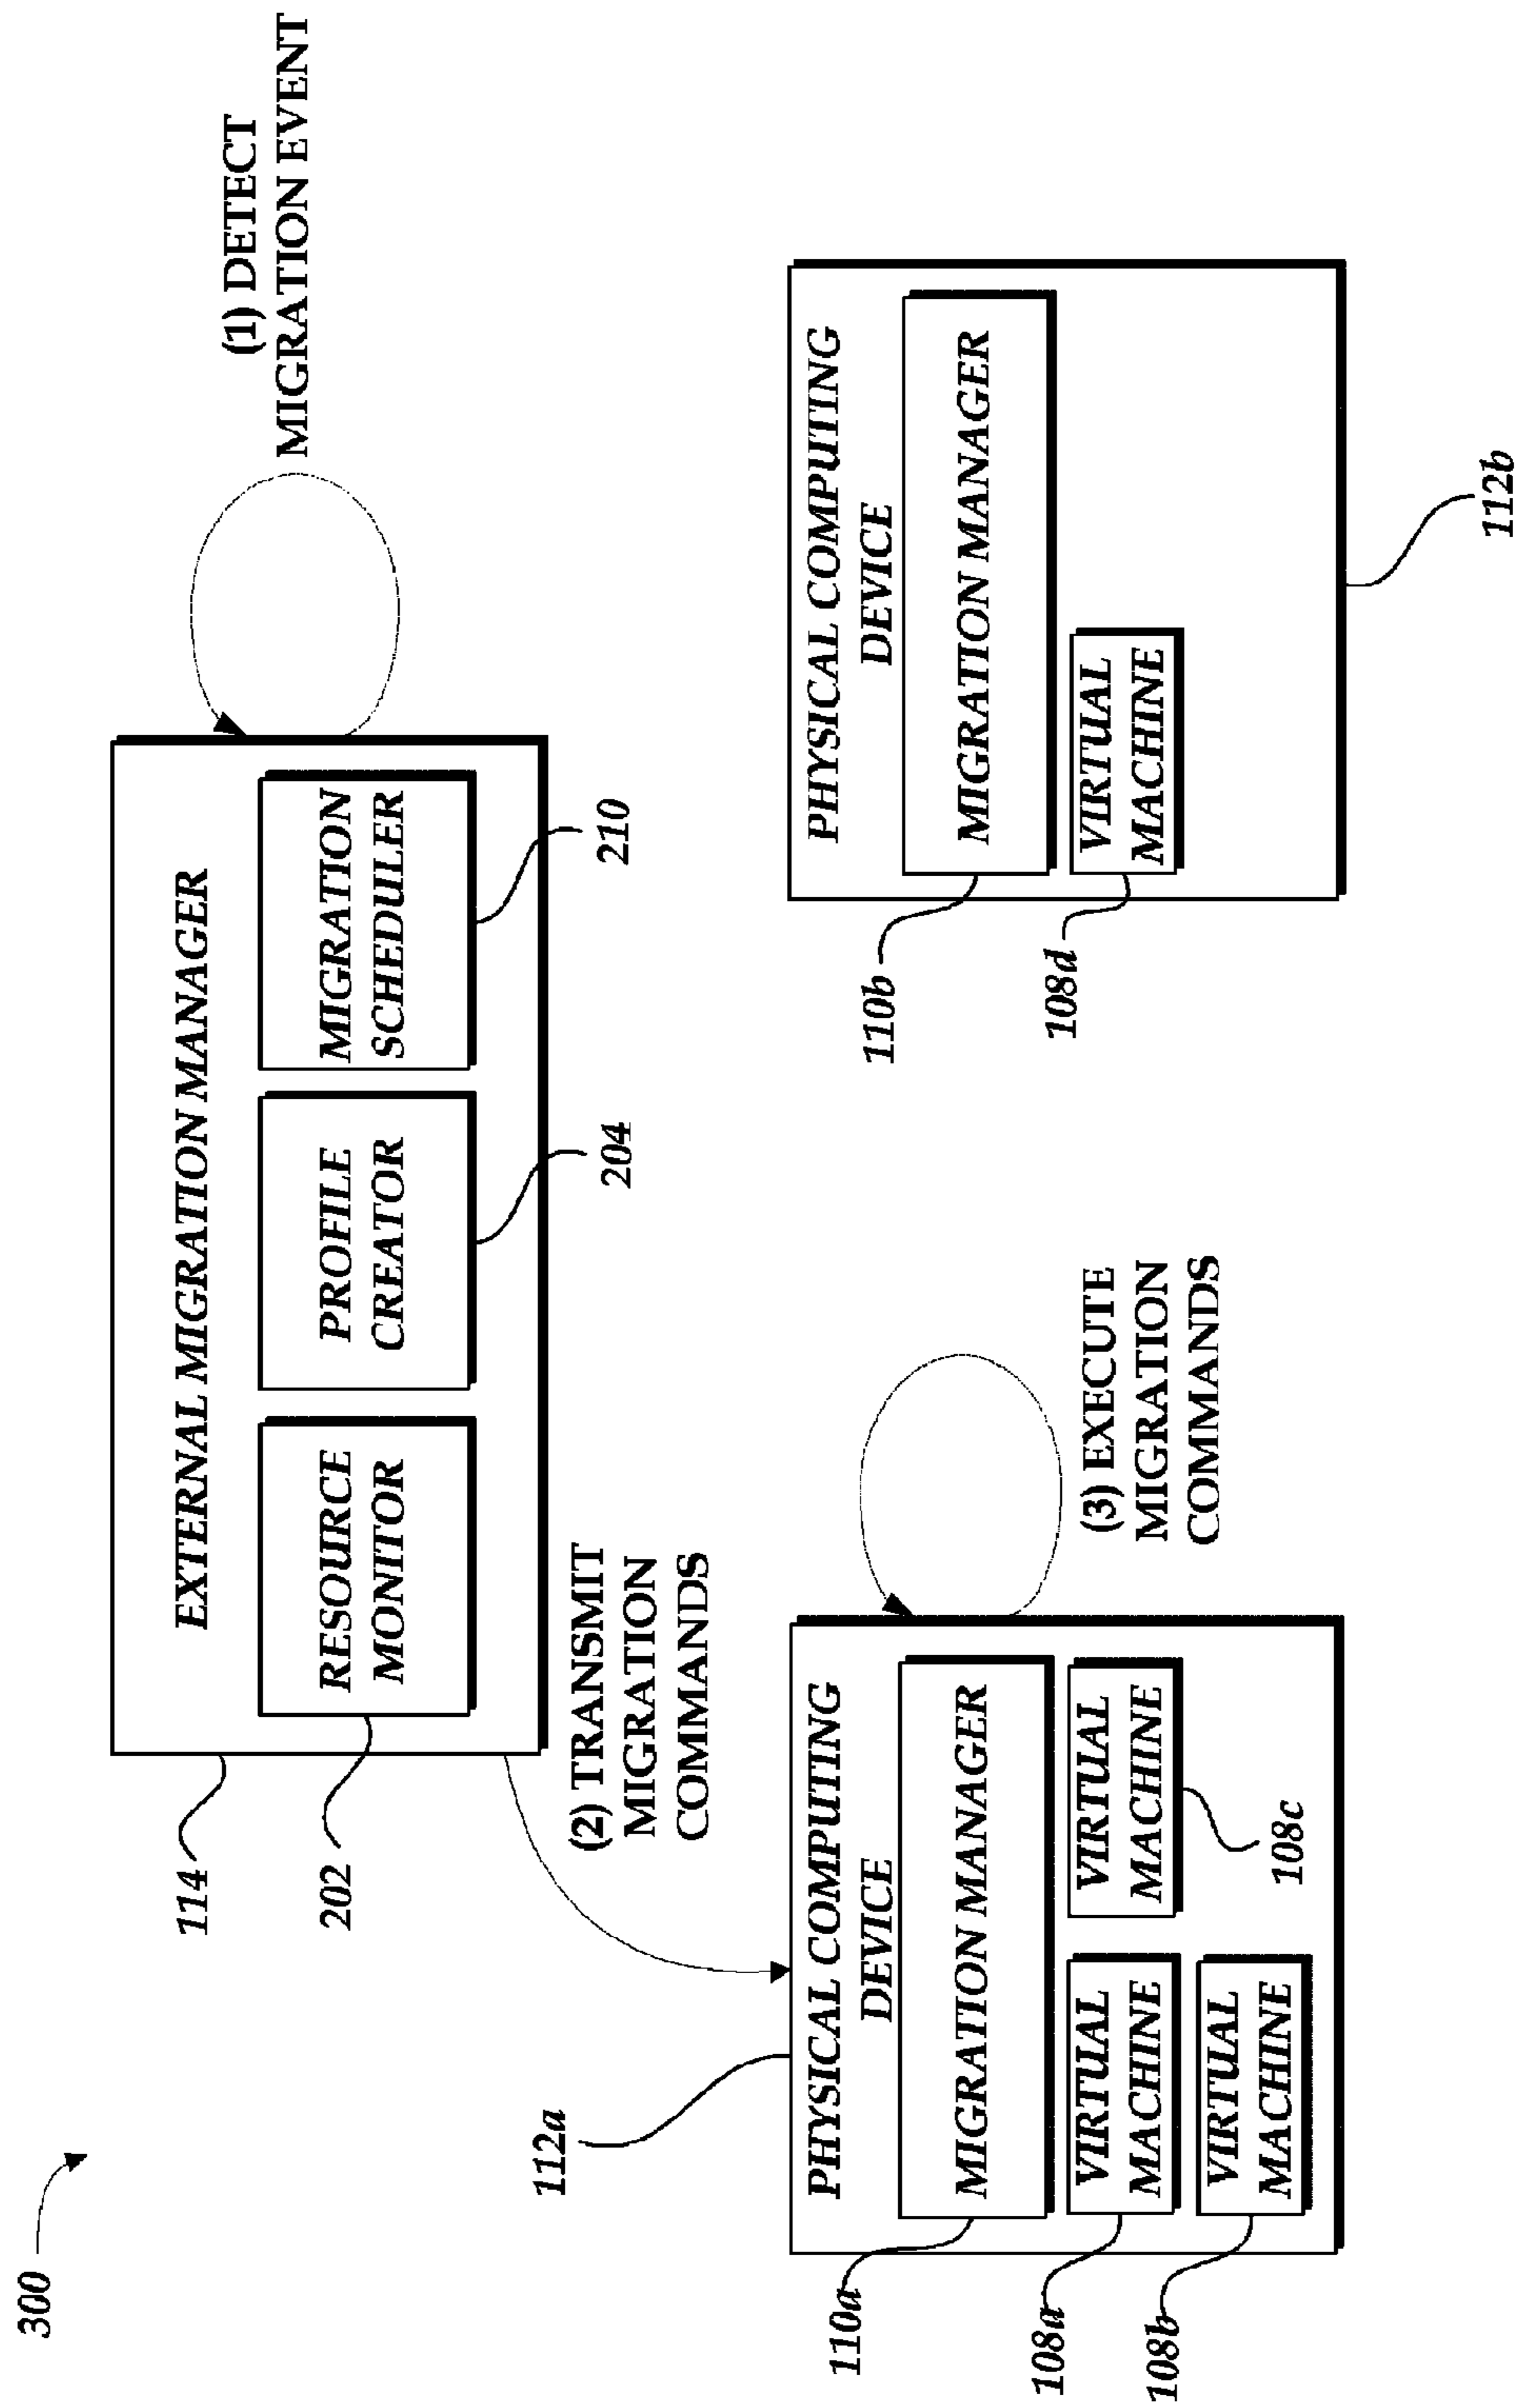 300
EXTERNAL MIGRATION MANAGER
114
RESOURCE
MONITOR
202
PROFILE
CREATOR
204
MIGRATION
SCHEDULER
210
(1) DETECT
MIGRATION EVENT
(2) TRANSMIT
MIGRATION
COMMANDS
112a
PHYSICAL COMPUTING
DEVICE
110a
MIGRATION MANAGER
108a
VIRTUAL
MACHINE
VIRTUAL
MACHINE
108c
108b
VIRTUAL
MACHINE
(3) EXECUTE
MIGRATION
COMMANDS
PHYSICAL COMPUTING
DEVICE
110b
MIGRATION MANAGER
108d
VIRTUAL
MACHINE
112b